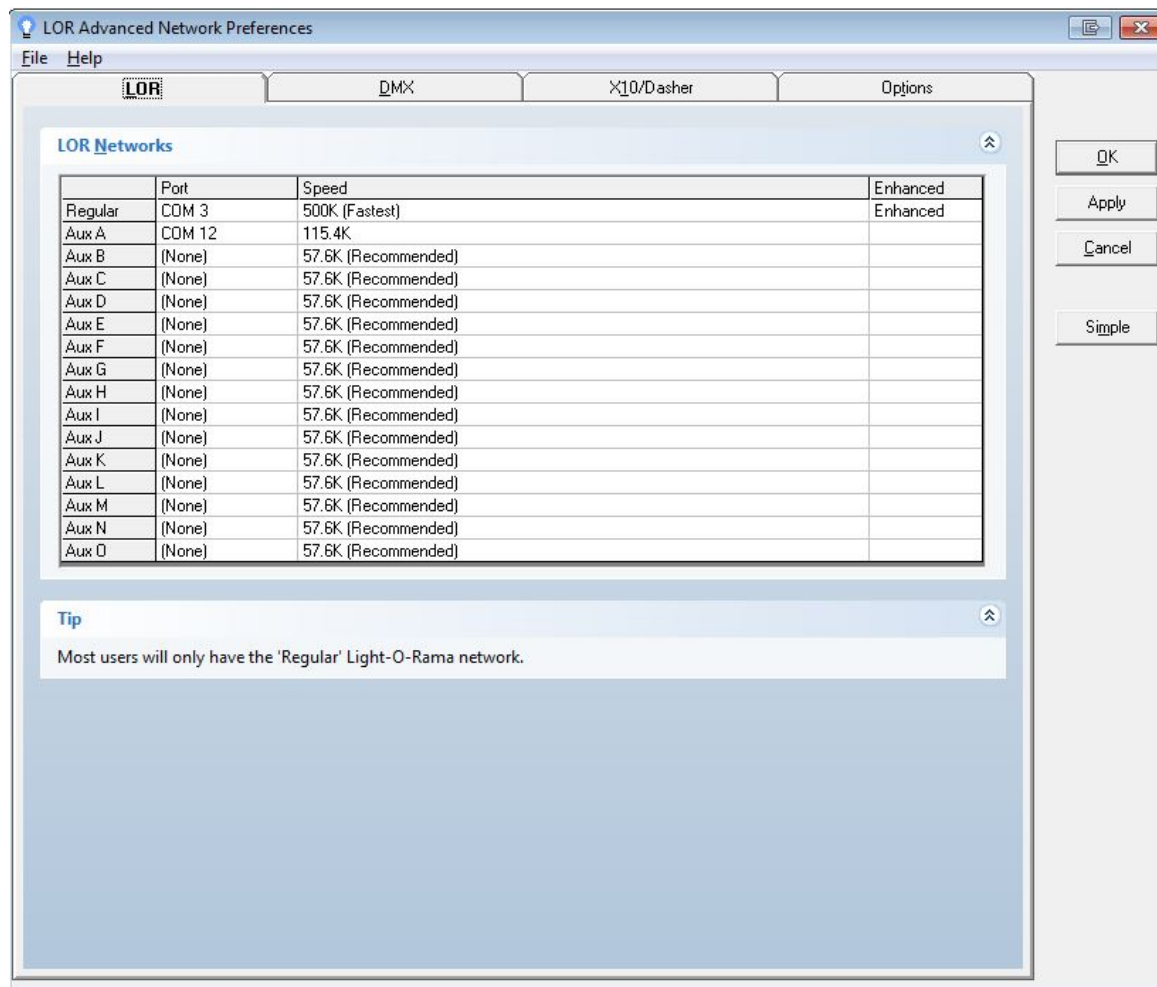 LOR Advanced Network Preferences
File Help
LOR DMX X10/Dasher Options
LOR Networks
Port Speed Enhanced
Regular COM 3 500K (Fastest) Enhanced
Aux A COM 12 115.4K
Aux B (None) 57.6K (Recommended)
Aux C (None) 57.6K (Recommended)
Aux D (None) 57.6K (Recommended)
Aux E (None) 57.6K (Recommended)
Aux F (None) 57.6K (Recommended)
Aux G (None) 57.6K (Recommended)
Aux H (None) 57.6K (Recommended)
Aux I (None) 57.6K (Recommended)
Aux J (None) 57.6K (Recommended)
Aux K (None) 57.6K (Recommended)
Aux L (None) 57.6K (Recommended)
Aux M (None) 57.6K (Recommended)
Aux N (None) 57.6K (Recommended)
Aux O (None) 57.6K (Recommended)
Tip
Most users will only have the 'Regular' Light-O-Rama network.
OK
Apply
Cancel
Simple